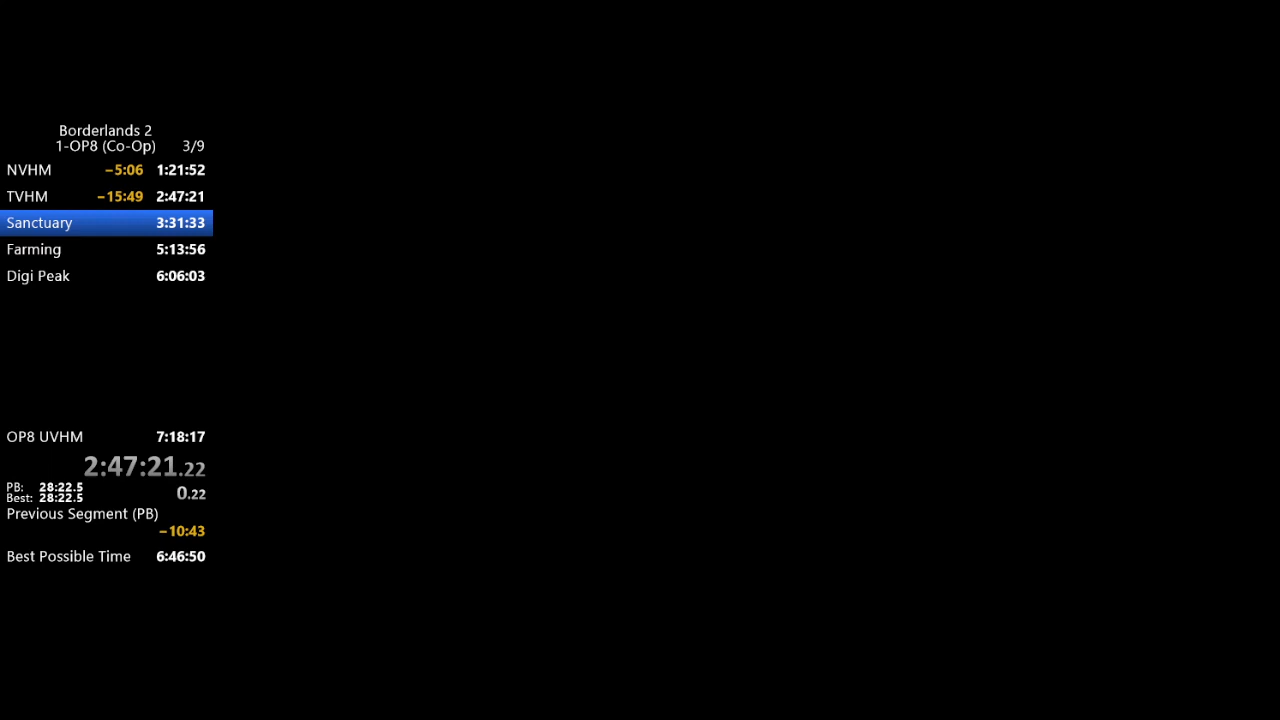 Borderlands 2
1-OP8 (Co-Op) 3/9
NVHM −5:06 1:21:52
TVHM −15:49 2:47:21
Sanctuary 3:31:33
Farming 5:13:56
Digi Peak 6:06:03
OP8 UVHM 7:18:17
2:47:21.22
PB: 28:22.5 0.22
Best: 28:22.5
Previous Segment (PB)
−10:43
Best Possible Time 6:46:50